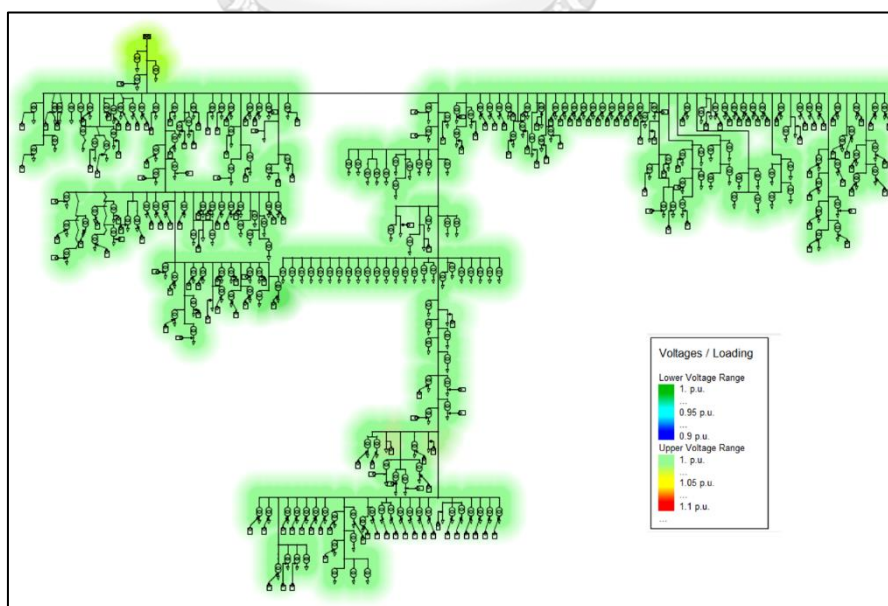 Voltages / Loading
Lower Voltage Range
1. p.u.
...
0.95 p.u.
...
0.9 p.u.
Upper Voltage Range
1. p.u.
...
1.05 p.u.
...
1.1 p.u.
...